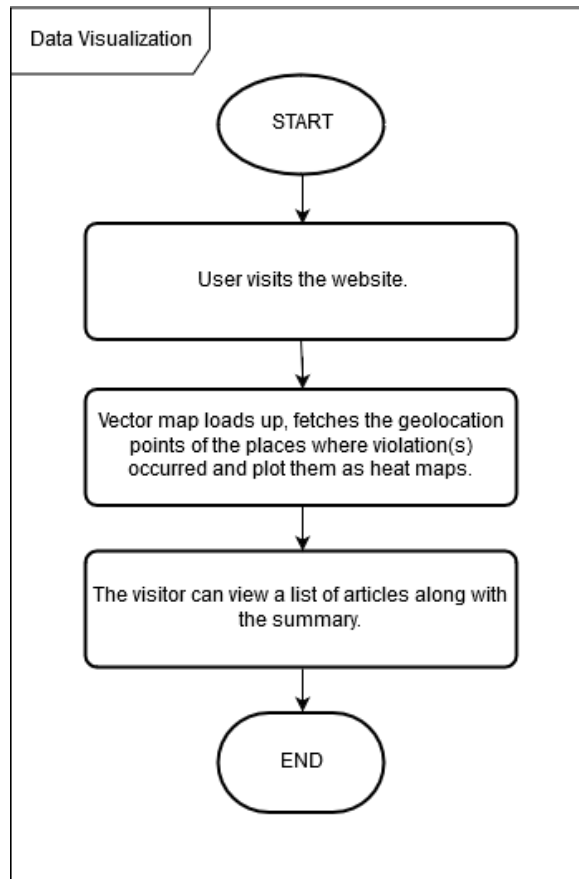 Data Visualization
START
User visits the website.
Vector map loads up, fetches the geolocation
points of the places where violation(s)
occurred and plot them as heat maps.
The visitor can view a list of articles along with
the summary.
END